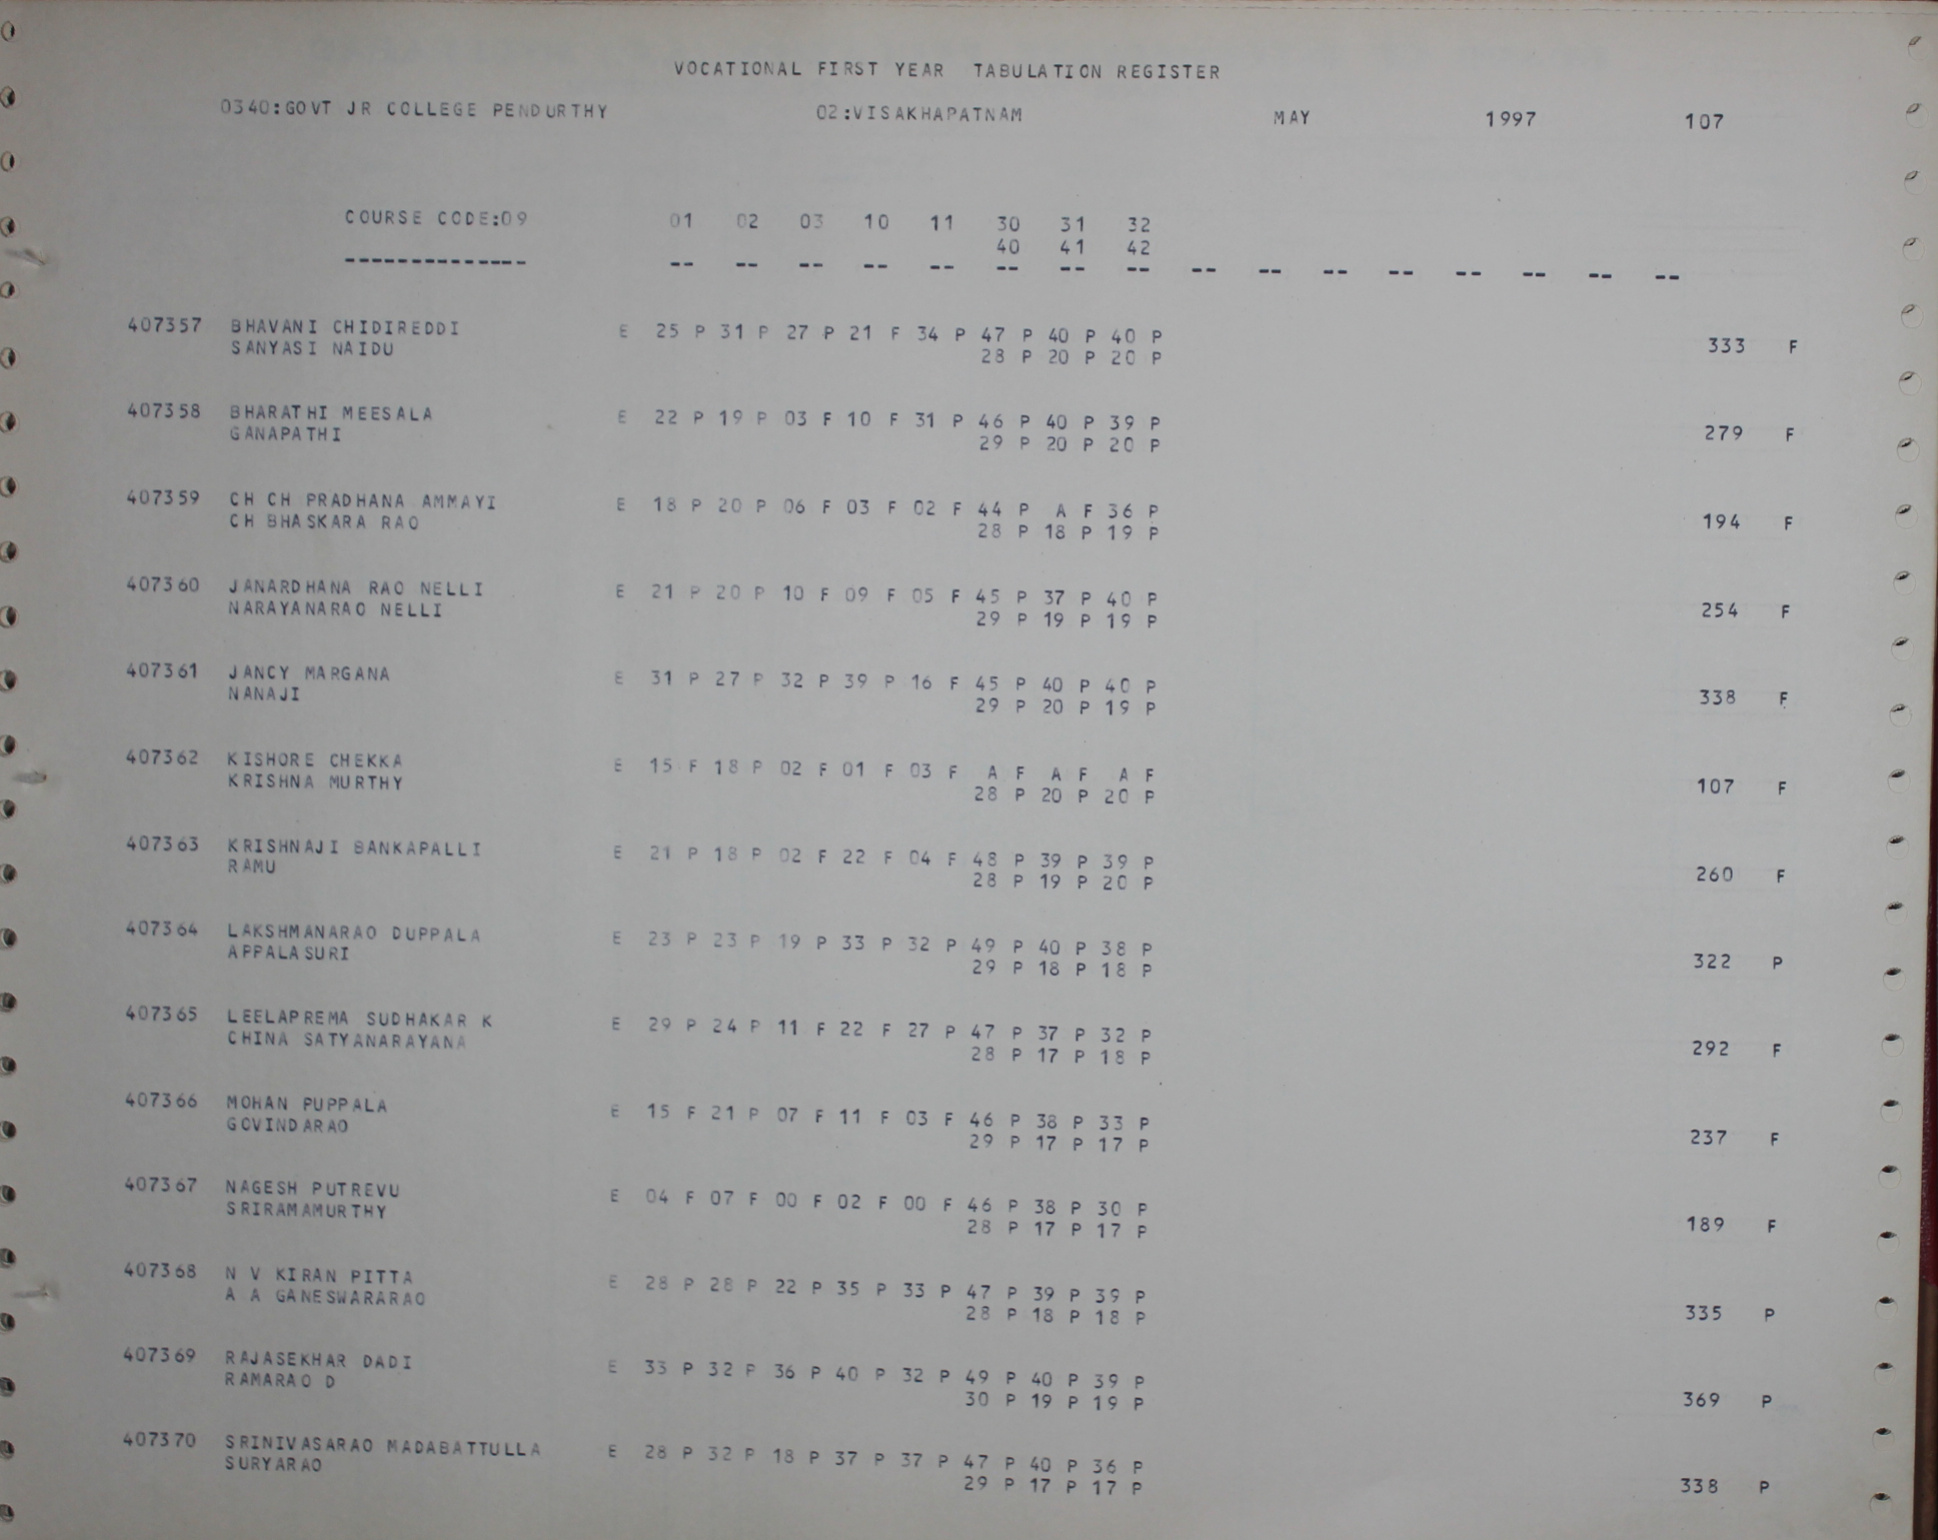 VOCATIONAL FIRST YEAR TABULATION REGISTER
0340:GOVT JR COLLEGE PENDURTHY 02:VISAKHAPATNAM MAY 1997 107
COURSE CODE:09 01 02 03 10 11 30 31 32
40 41 42
-------------- -- -- -- -- -- -- -- -- -- -- -- -- -- -- -- --
407357 BHAVANI CHIDIREDDI E 25 P 31 P 27 P 21 F 34 P 47 P 40 P 40 P
SANYASI NAIDU 28 P 20 P 20 P 333 F
407358 BHARATHI MEESALA E 22 P 19 P 03 F 10 F 31 P 46 P 40 P 39 P
GANAPATHI 29 P 20 P 20 P 279 F
407359 CH CH PRADHANA AMMAYI E 18 P 20 P 06 F 03 F 02 F 44 P A F 36 P
CH BHASKARA RAO 28 P 18 P 19 P 194 F
407360 JANARDHANA RAO NELLI E 21 P 20 P 10 F 09 F 05 F 45 P 37 P 40 P
NARAYANARAO NELLI 29 P 19 P 19 P 254 F
407361 JANCY MARGANA E 31 P 27 P 32 P 39 P 16 F 45 P 40 P 40 P
NANAJI 29 P 20 P 19 P 338 F
407362 KISHORE CHEKKA E 15 F 18 P 02 F 01 F 03 F A F A F A F
KRISHNA MURTHY 28 P 20 P 20 P 107 F
407363 KRISHNAJI BANKAPALLI E 21 P 18 P 02 F 22 F 04 F 48 P 39 P 39 P
RAMU 28 P 19 P 20 P 260 F
407364 LAKSHMANARAO DUPPALA E 23 P 23 P 19 P 33 P 32 P 49 P 40 P 38 P
APPALASURI 29 P 18 P 18 P 322 P
407365 LEELAPREMA SUDHAKAR K E 29 P 24 P 11 F 22 F 27 P 47 P 37 P 32 P
CHINA SATYANARAYANA 28 P 17 P 18 P 292 F
407366 MOHAN PUPPALA E 15 F 21 P 07 F 11 F 03 F 46 P 38 P 33 P
GOVINDARAO 29 P 17 P 17 P 237 F
407367 NAGESH PUTREVU E 04 F 07 F 00 F 02 F 00 F 46 P 38 P 30 P
SRIRAMAMURTHY 28 P 17 P 17 P 189 F
407368 N V KIRAN PITTA E 28 P 28 P 22 P 35 P 33 P 47 P 39 P 39 P
A A GANESWARARAO 28 P 18 P 18 P 335 P
407369 RAJASEKHAR DADI E 33 P 32 P 36 P 40 P 32 P 49 P 40 P 39 P
RAMARAO D 30 P 19 P 19 P 369 P
407370 SRINIVASARAO MADABATTULLA E 28 P 32 P 18 P 37 P 37 P 47 P 40 P 36 P
SURYARAO 29 P 17 P 17 P 338 P